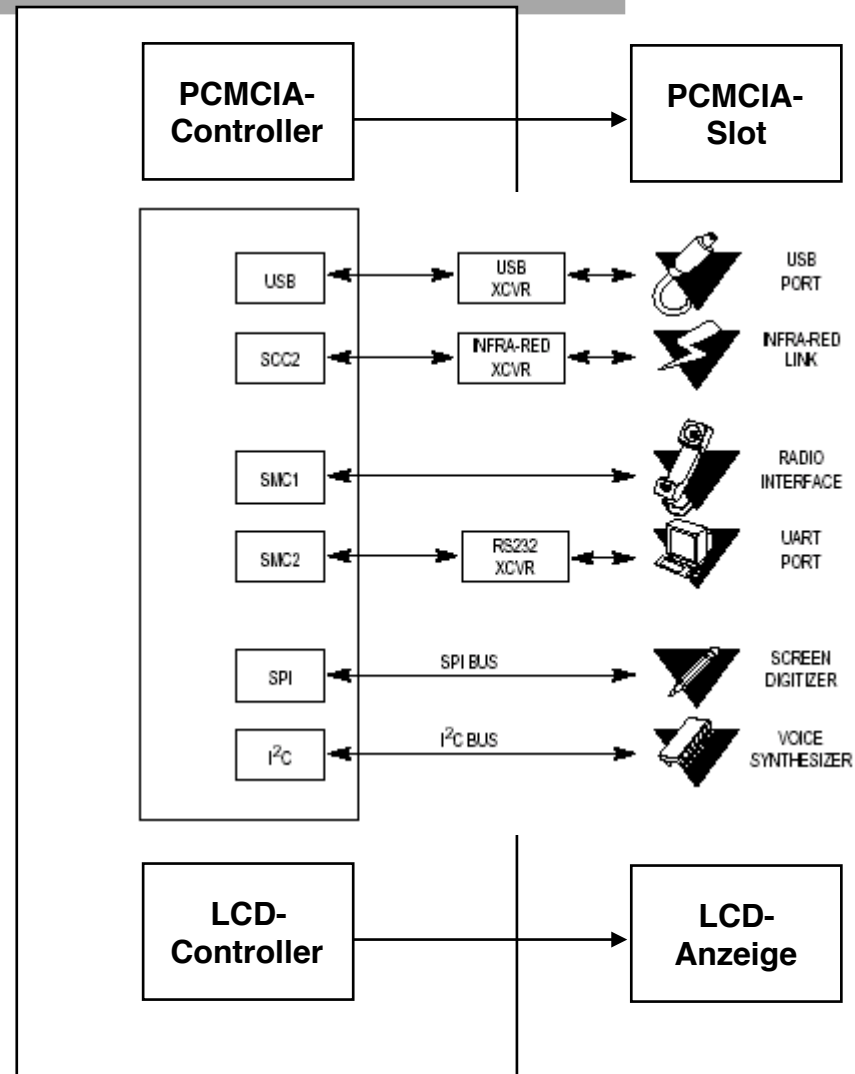 PCMCIA-
Controller
PCMCIA-
Slot
USB
USB
XCVR
USB
PORT
SCC2
INFRA-RED
XCVR
INFRA-RED
LINK
SMC1
RADIO
INTERFACE
SMC2
RS232
XCVR
UART
PORT
SPI
SPI BUS
SCREEN
DIGITIZER
I²C
I²C BUS
VOICE
SYNTHESIZER
LCD-
Controller
LCD-
Anzeige